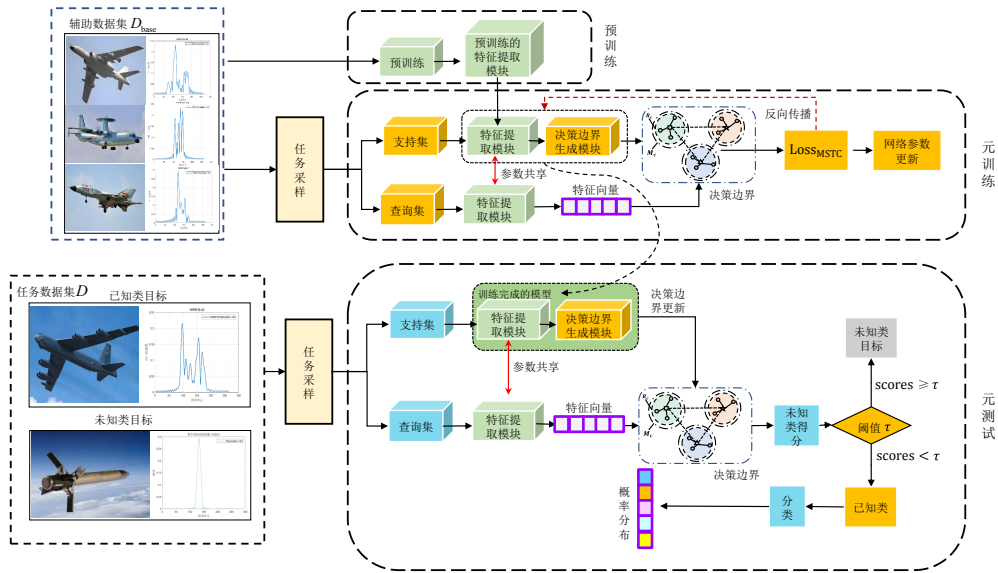 辅助数据集 D_base
预训练
预训练的
特征提取
模块
预
训
练
任
务
采
样
支持集
特征提
取模块
决策边界
生成模块
参数共享
查询集
特征提
取模块
特征向量
M_c
决策边界
反向传播
Loss_MSTC
网络参数
更新
元
训
练
任务数据集D
已知类目标
未知类目标
任
务
采
样
训练完成的模型
支持集
特征提
取模块
决策边界
生成模块
决策边
界更新
参数共享
查询集
特征提
取模块
特征向量
M_c
决策边界
未知
类得
分
阈值 τ
scores ⩾ τ
未知类
目标
scores < τ
已知类
分
类
概
率
分
布
元
测
试